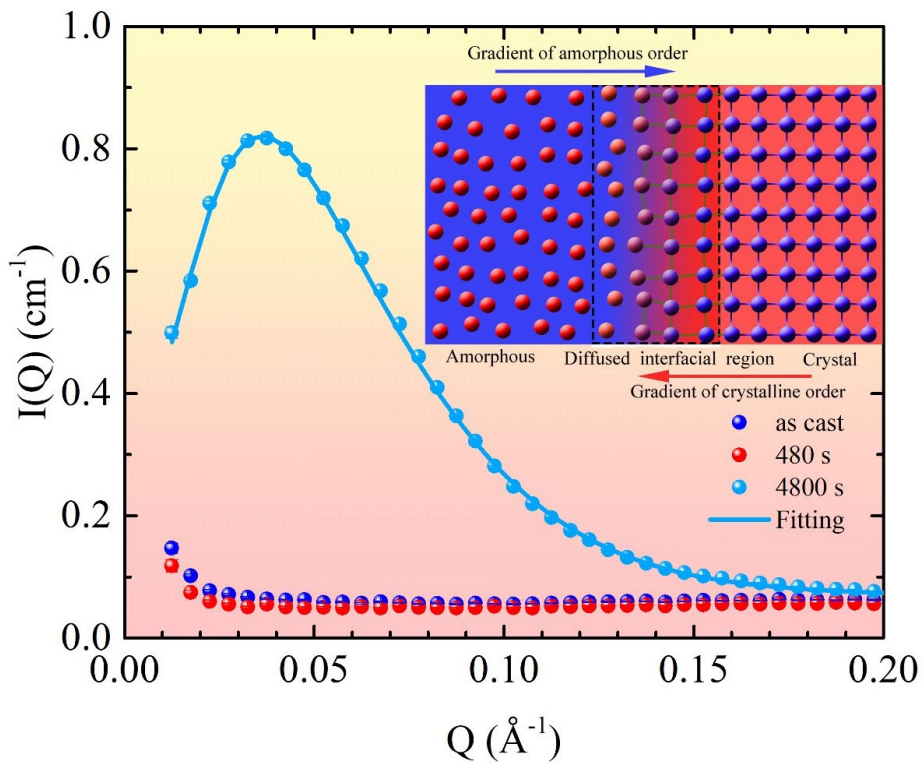 1.0
0.8
0.6
0.4
0.2
0.0
I(Q) (cm⁻¹)
Gradient of amorphous order
Amorphous Diffused interfacial region Crystal
Gradient of crystalline order
as cast
480 s
4800 s
Fitting
0.00 0.05 0.10 0.15 0.20
Q (Å⁻¹)